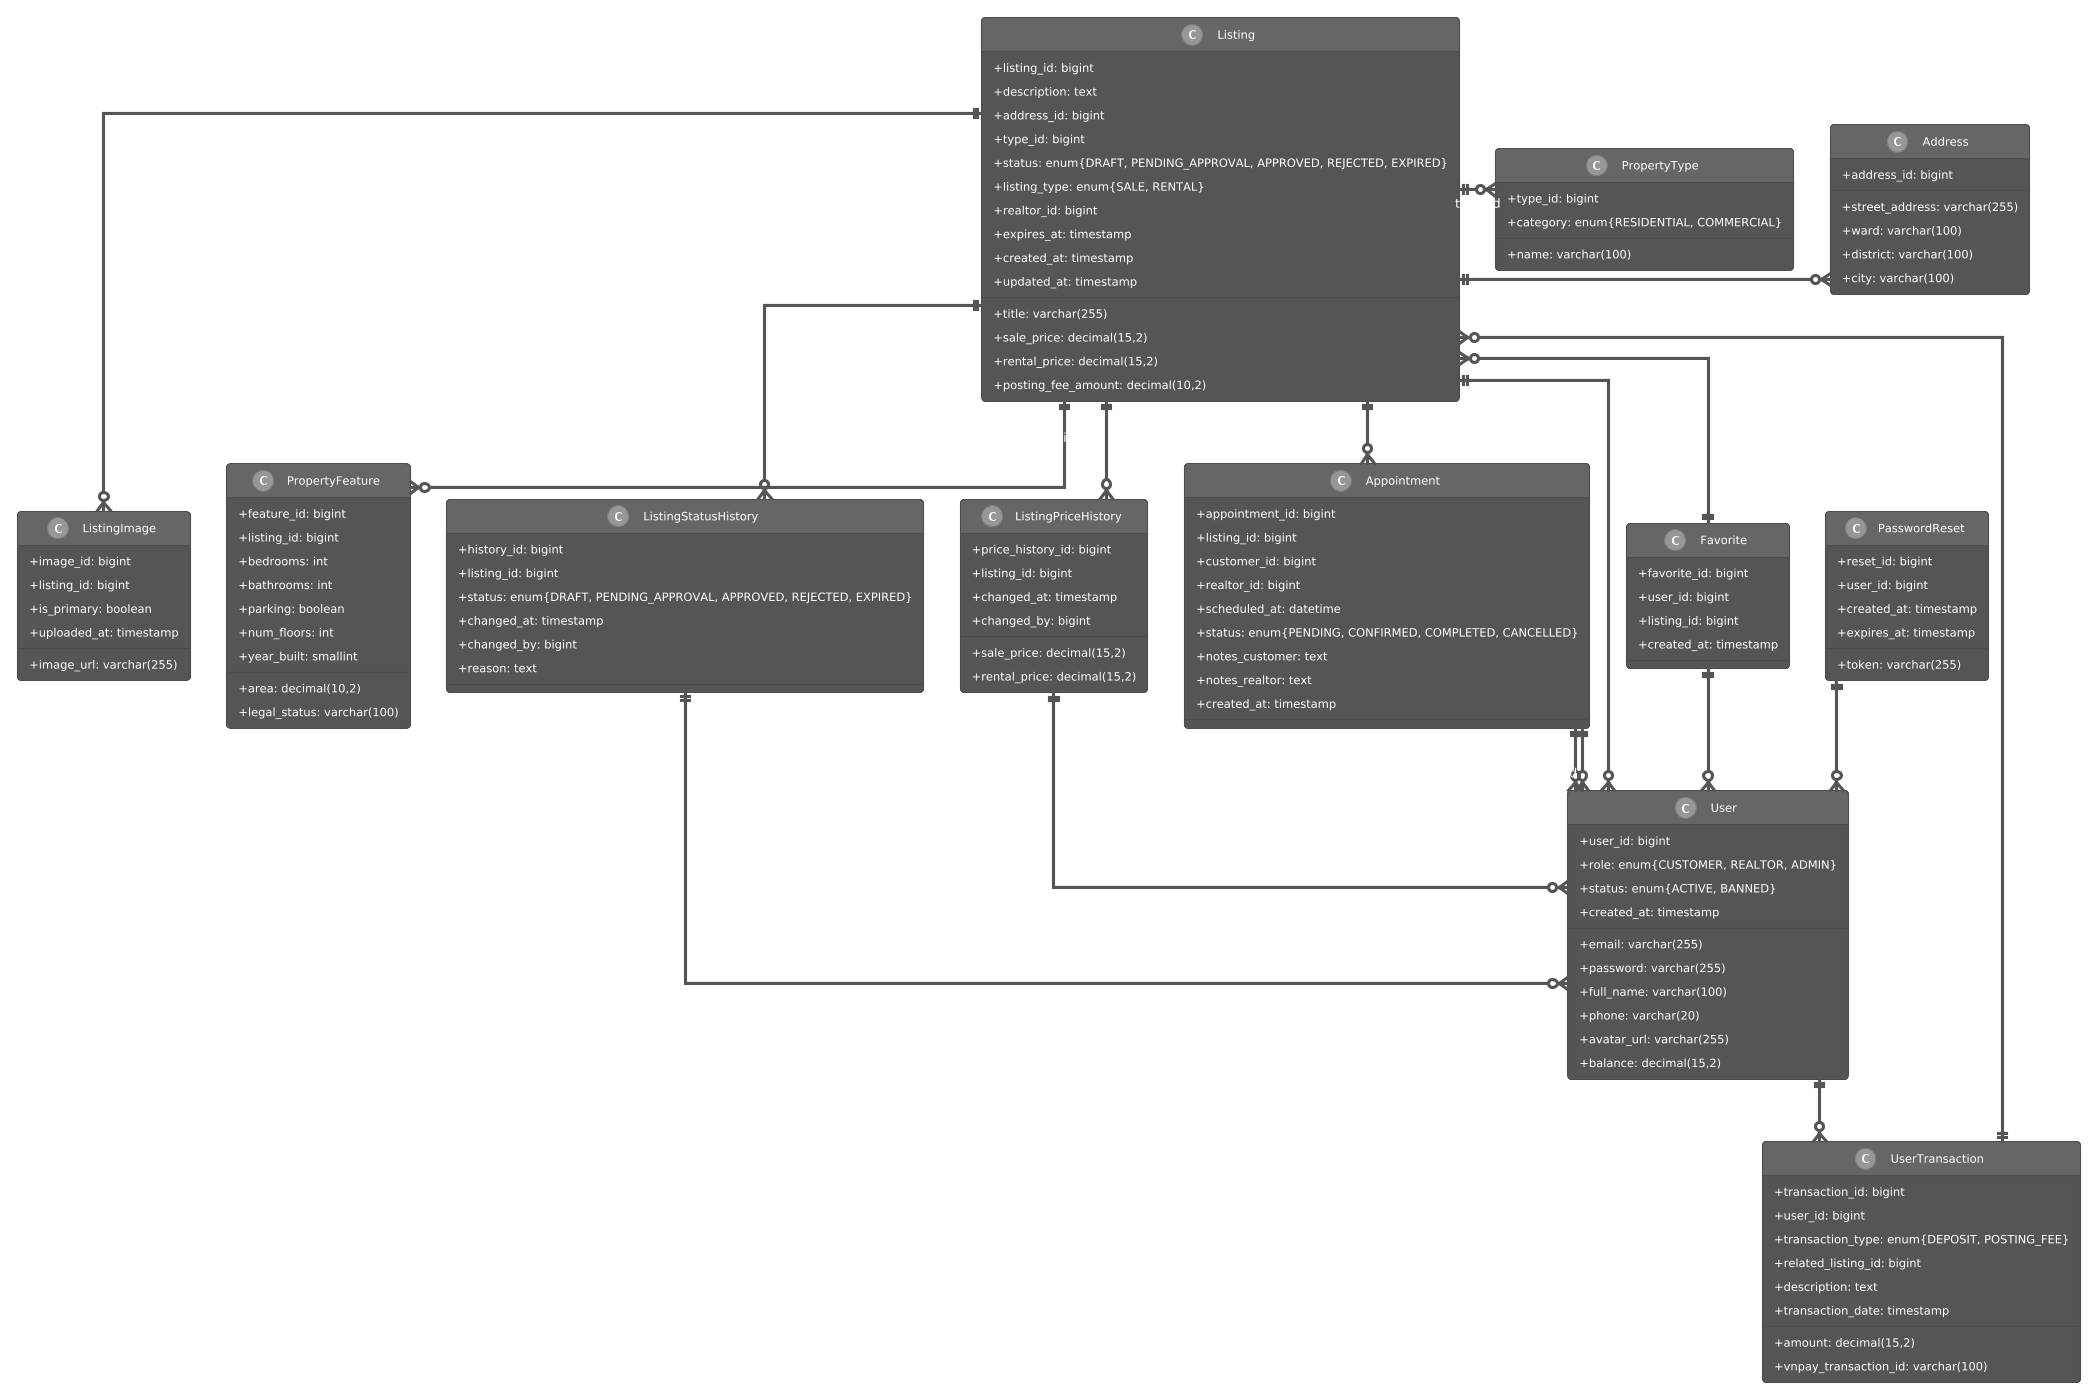 C Listing
+listing_id: bigint
+description: text
+address_id: bigint
+type_id: bigint
+status: enum{DRAFT, PENDING_APPROVAL, APPROVED, REJECTED, EXPIRED}
+listing_type: enum{SALE, RENTAL}
+realtor_id: bigint
+expires_at: timestamp
+created_at: timestamp
+updated_at: timestamp
+title: varchar(255)
+sale_price: decimal(15,2)
+rental_price: decimal(15,2)
+posting_fee_amount: decimal(10,2)
C PropertyType
+type_id: bigint
+category: enum{RESIDENTIAL, COMMERCIAL}
+name: varchar(100)
C Address
+address_id: bigint
+street_address: varchar(255)
+ward: varchar(100)
+district: varchar(100)
+city: varchar(100)
C ListingImage
+image_id: bigint
+listing_id: bigint
+is_primary: boolean
+uploaded_at: timestamp
+image_url: varchar(255)
C PropertyFeature
+feature_id: bigint
+listing_id: bigint
+bedrooms: int
+bathrooms: int
+parking: boolean
+num_floors: int
+year_built: smallint
+area: decimal(10,2)
+legal_status: varchar(100)
C ListingStatusHistory
+history_id: bigint
+listing_id: bigint
+status: enum{DRAFT, PENDING_APPROVAL, APPROVED, REJECTED, EXPIRED}
+changed_at: timestamp
+changed_by: bigint
+reason: text
C ListingPriceHistory
+price_history_id: bigint
+listing_id: bigint
+changed_at: timestamp
+changed_by: bigint
+sale_price: decimal(15,2)
+rental_price: decimal(15,2)
C Appointment
+appointment_id: bigint
+listing_id: bigint
+customer_id: bigint
+realtor_id: bigint
+scheduled_at: datetime
+status: enum{PENDING, CONFIRMED, COMPLETED, CANCELLED}
+notes_customer: text
+notes_realtor: text
+created_at: timestamp
C Favorite
+favorite_id: bigint
+user_id: bigint
+listing_id: bigint
+created_at: timestamp
C PasswordReset
+reset_id: bigint
+user_id: bigint
+created_at: timestamp
+expires_at: timestamp
+token: varchar(255)
C User
+user_id: bigint
+role: enum{CUSTOMER, REALTOR, ADMIN}
+status: enum{ACTIVE, BANNED}
+created_at: timestamp
+email: varchar(255)
+password: varchar(255)
+full_name: varchar(100)
+phone: varchar(20)
+avatar_url: varchar(255)
+balance: decimal(15,2)
C UserTransaction
+transaction_id: bigint
+user_id: bigint
+transaction_type: enum{DEPOSIT, POSTING_FEE}
+related_listing_id: bigint
+description: text
+transaction_date: timestamp
+amount: decimal(15,2)
+vnpay_transaction_id: varchar(100)